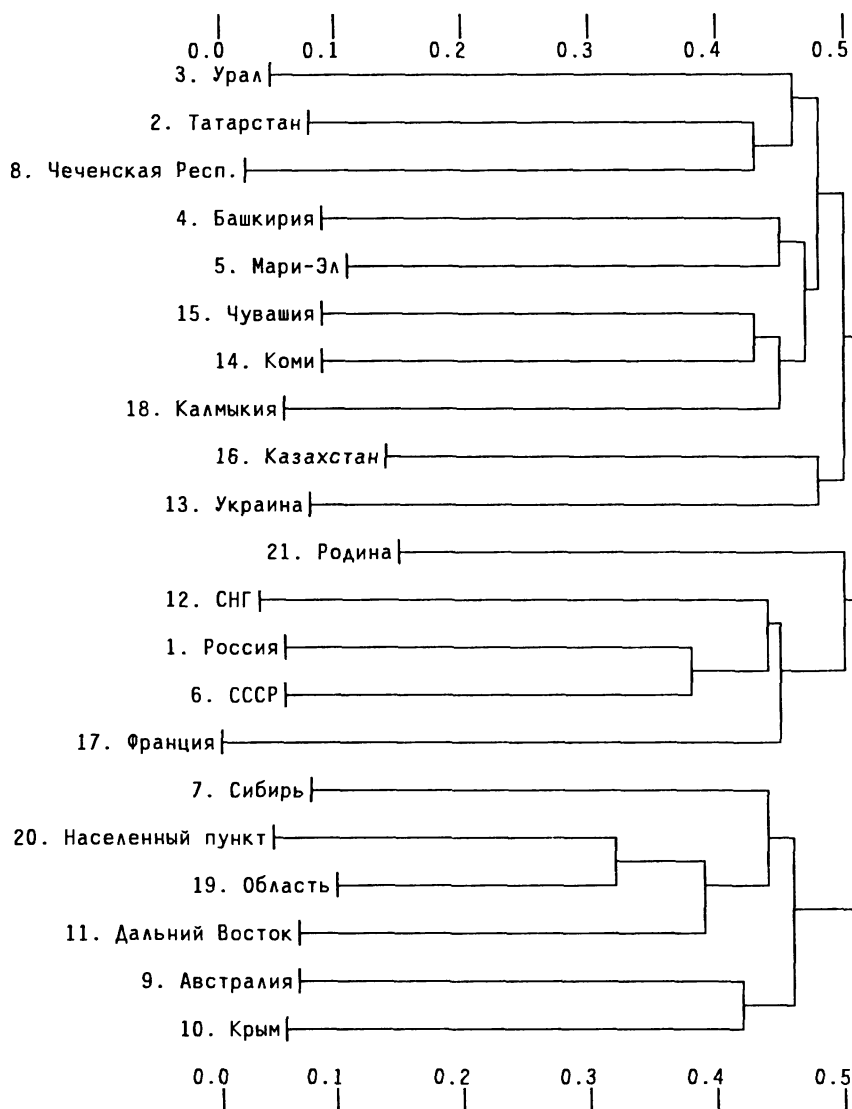 0.0 0.1 0.2 0.3 0.4 0.5
3. Урал
2. Татарстан
8. Чеченская Респ.
4. Башкирия
5. Мари-Эл
15. Чувашия
14. Коми
18. Калмыкия
16. Казахстан
13. Украина
21. Родина
12. СНГ
1. Россия
6. СССР
17. Франция
7. Сибирь
20. Населенный пункт
19. Область
11. Дальний Восток
9. Австралия
10. Крым
0.0 0.1 0.2 0.3 0.4 0.5